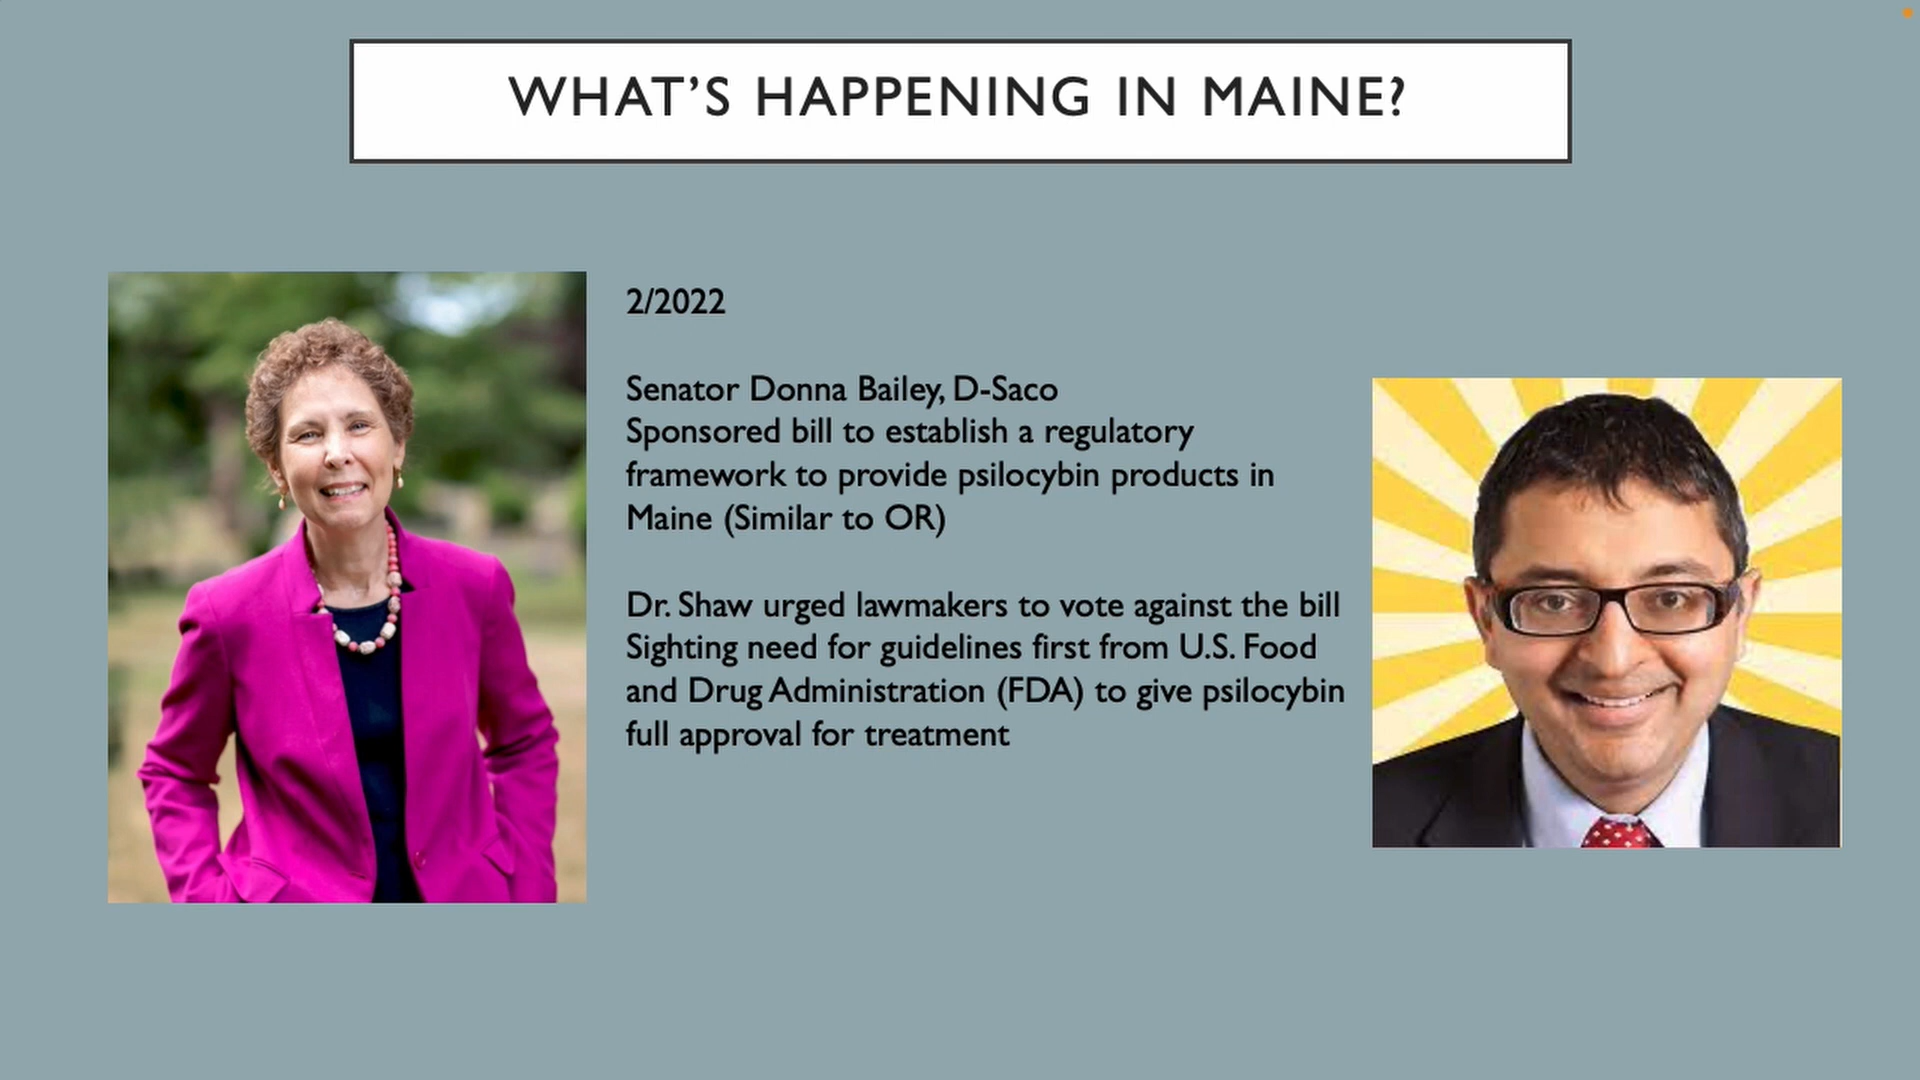 WHAT'S HAPPENING IN MAINE?
2/2022
Senator Donna Bailey, D-Saco
Sponsored bill to establish a regulatory
framework to provide psilocybin products in
Maine (Similar to OR)
Dr. Shaw urged lawmakers to vote against the bill
Sighting need for guidelines first from U.S. Food
and Drug Administration (FDA) to give psilocybin
full approval for treatment